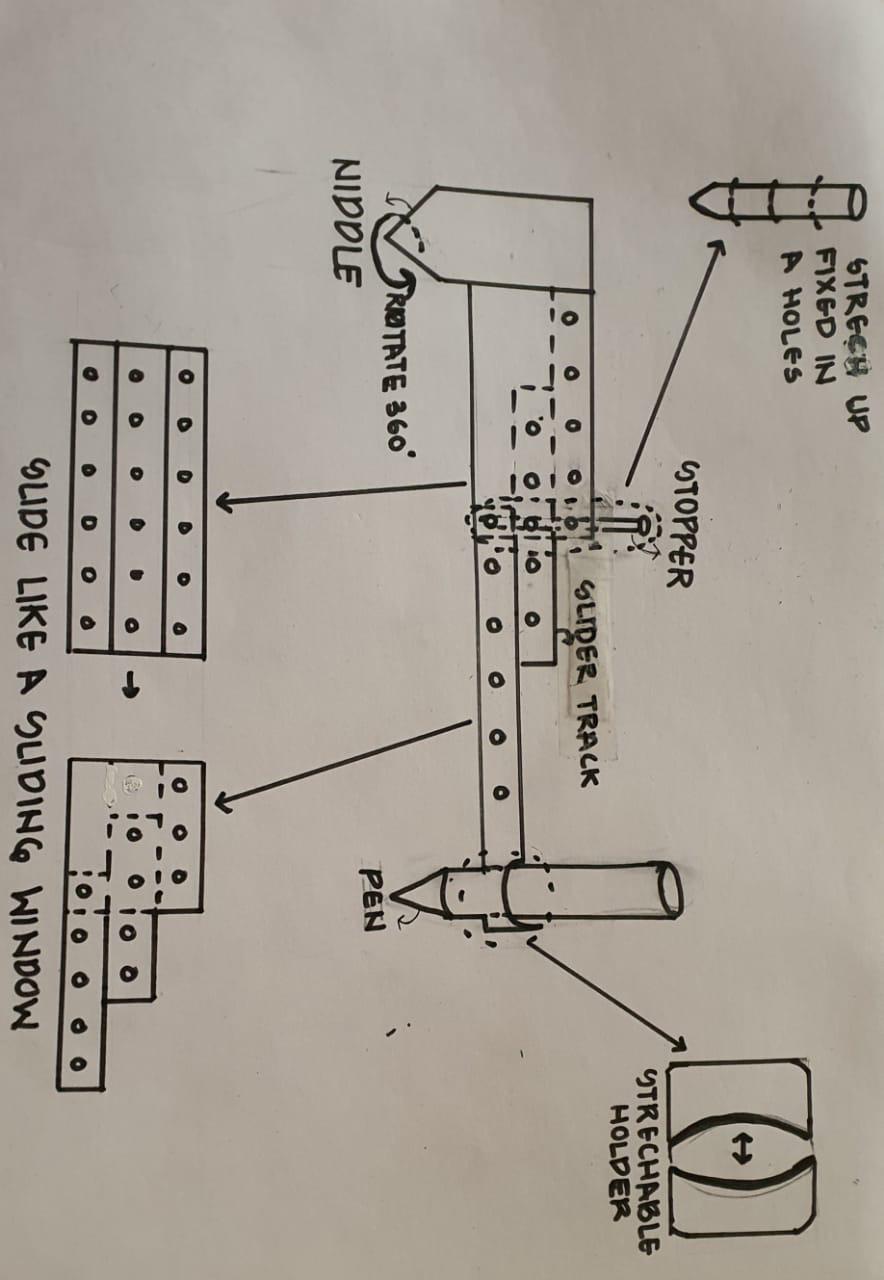 STRECH UP
FIXED IN
A HOLES
STOPPER
STRECHABLE
HOLDER
SLIDER TRACK
ROTATE 360°
NIDDLE
PEN
SLIDE LIKE A SLIDING WINDOW